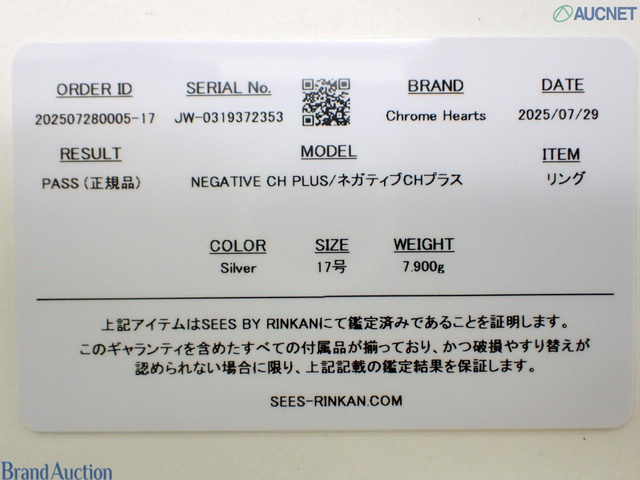 AUCNET
ORDER ID SERIAL No. BRAND DATE
202507280005-17 JW-0319372353 Chrome Hearts 2025/07/29
RESULT MODEL ITEM
PASS (正規品) NEGATIVE CH PLUS/ネガティブCHプラス リング
COLOR SIZE WEIGHT
Silver 17号 7.900g
上記アイテムはSEES BY RINKANにて鑑定済みであることを証明します。
このギャランティを含めたすべての付属品が揃っており、かつ破損やすり替えが
認められない場合に限り、上記記載の鑑定結果を保証します。
SEES-RINKAN.COM
Brand Auction